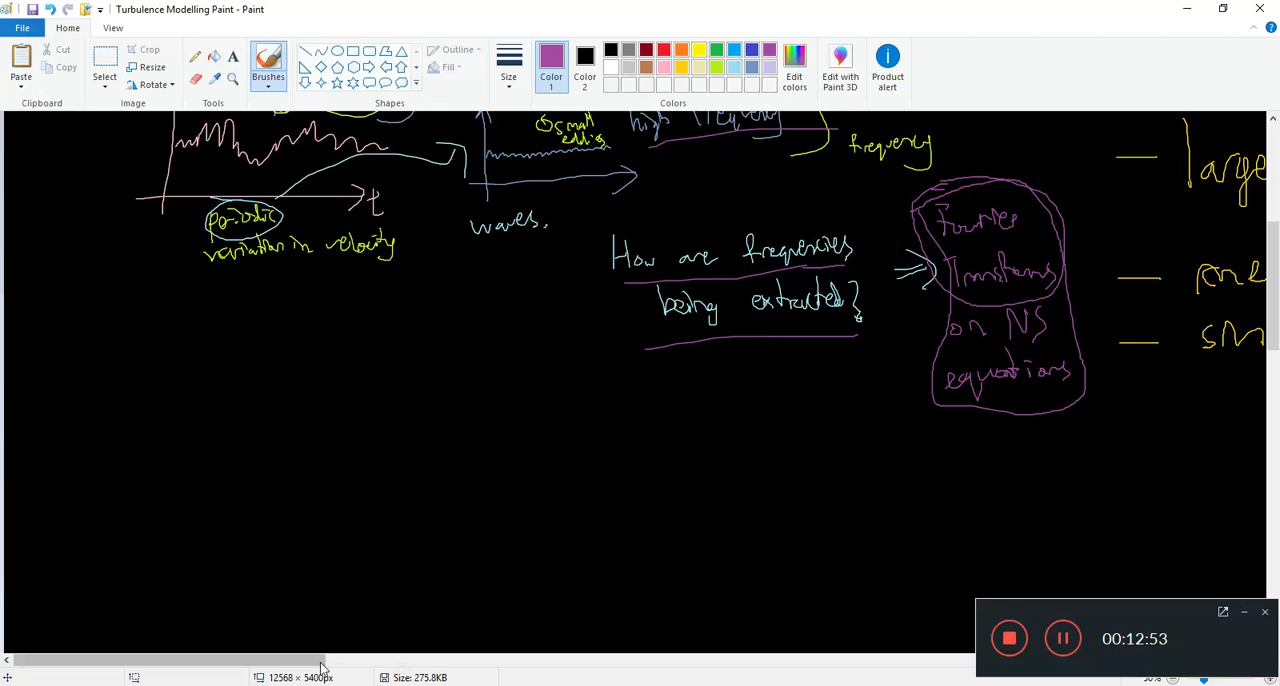 Turbulence Modelling Paint - Paint
File
Home
View
Paste
Cut
Copy
Clipboard
Select
Crop
Resize
Rotate
Image
Tools
Brushes
Shapes
Outline
Fill
Size
Color
1
Color
2
Edit
colors
Colors
Edit with
Paint 3D
Product
alert
small
eddies
high frequency
frequency
t
periodic
variation in velocity
waves.
How are frequencies
being extracted?
⇒
Fourier
Transforms
on NS
equations
— large
—
—
12568 × 5400px
Size: 275.8KB
00:12:53
50%